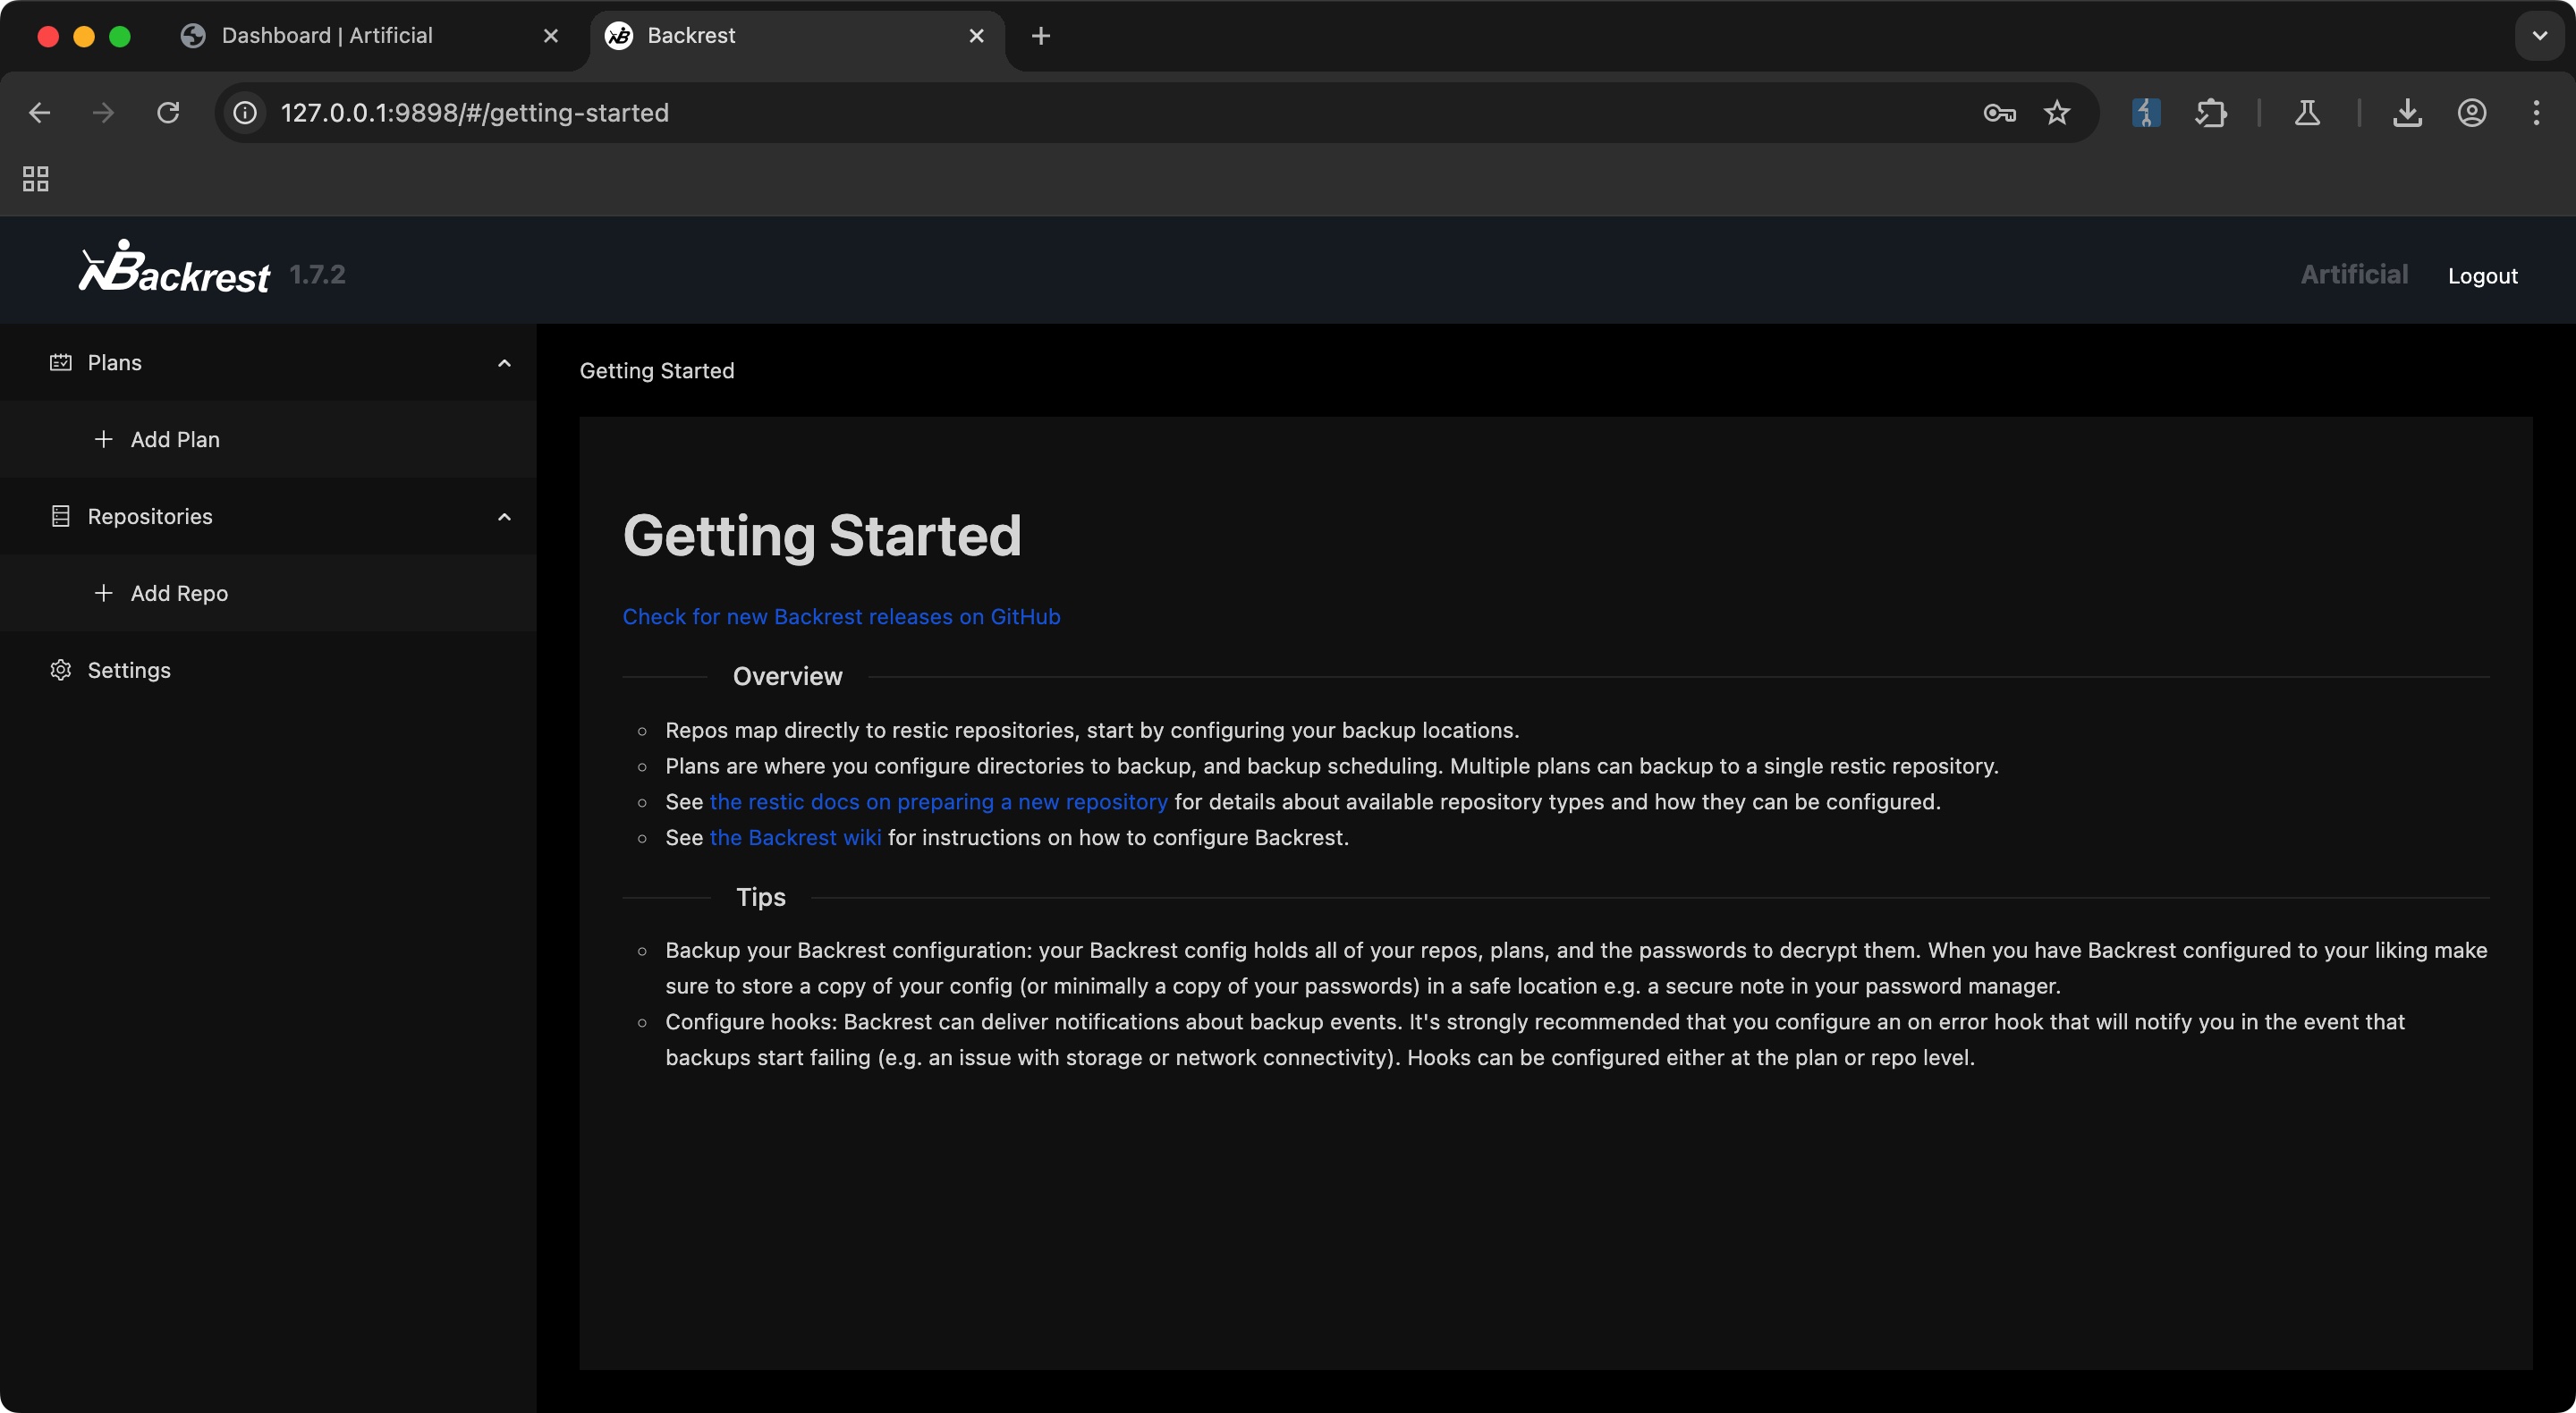 Dashboard | Artificial
Backrest
127.0.0.1:9898/#/getting-started
Backrest 1.7.2
Artificial
Logout
Plans
Add Plan
Repositories
Add Repo
Settings
Getting Started
Getting Started
Check for new Backrest releases on GitHub
Overview
Repos map directly to restic repositories, start by configuring your backup locations.
Plans are where you configure directories to backup, and backup scheduling. Multiple plans can backup to a single restic repository.
See the restic docs on preparing a new repository for details about available repository types and how they can be configured.
See the Backrest wiki for instructions on how to configure Backrest.
Tips
Backup your Backrest configuration: your Backrest config holds all of your repos, plans, and the passwords to decrypt them. When you have Backrest configured to your liking make
sure to store a copy of your config (or minimally a copy of your passwords) in a safe location e.g. a secure note in your password manager.
Configure hooks: Backrest can deliver notifications about backup events. It's strongly recommended that you configure an on error hook that will notify you in the event that
backups start failing (e.g. an issue with storage or network connectivity). Hooks can be configured either at the plan or repo level.